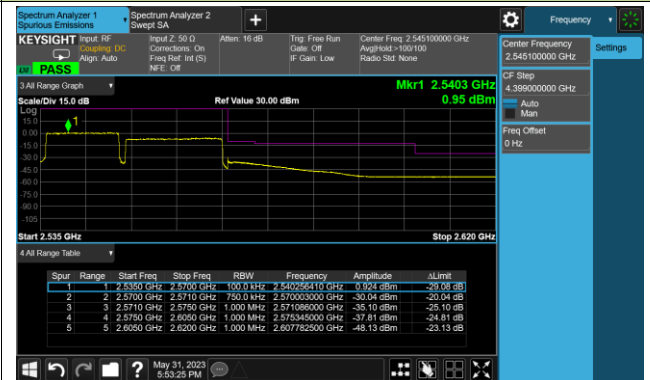 Spectrum Analyzer 1
Spurious Emissions
Spectrum Analyzer 2
Swept SA
Frequency
KEYSIGHT
Input: RF
Coupling: DC
Align: Auto
Input Z: 50 Ω
Corrections: On
Freq Ref: Int (S)
NFE: Off
Atten: 16 dB
Trig: Free Run
Gate: Off
IF Gain: Low
Center Freq: 2.545100000 GHz
Avg|Hold:>100/100
Radio Std: None
PASS
3 All Range Graph
Mkr1 2.5403 GHz
Scale/Div 15.0 dB
Ref Value 30.00 dBm
0.95 dBm
Log
15.0
0.00
-15.0
-30.0
-45.0
-60.0
-75.0
-90.0
-105
1
Start 2.535 GHz
Stop 2.620 GHz
4 All Range Table
Spur Range Start Freq Stop Freq RBW Frequency Amplitude ΔLimit
1 1 2.5350 GHz 2.5700 GHz 100.0 kHz 2.540256410 GHz 0.924 dBm -29.08 dB
2 2 2.5700 GHz 2.5710 GHz 750.0 kHz 2.570003000 GHz -30.04 dBm -20.04 dB
3 3 2.5710 GHz 2.5750 GHz 1.000 MHz 2.571086000 GHz -35.10 dBm -25.10 dB
4 4 2.5750 GHz 2.6050 GHz 1.000 MHz 2.575345000 GHz -37.81 dBm -24.81 dB
5 5 2.6050 GHz 2.6200 GHz 1.000 MHz 2.607782500 GHz -48.13 dBm -23.13 dB
Center Frequency
2.545100000 GHz
Settings
CF Step
4.399000000 GHz
Auto
Man
Freq Offset
0 Hz
May 31, 2023
5:53:25 PM